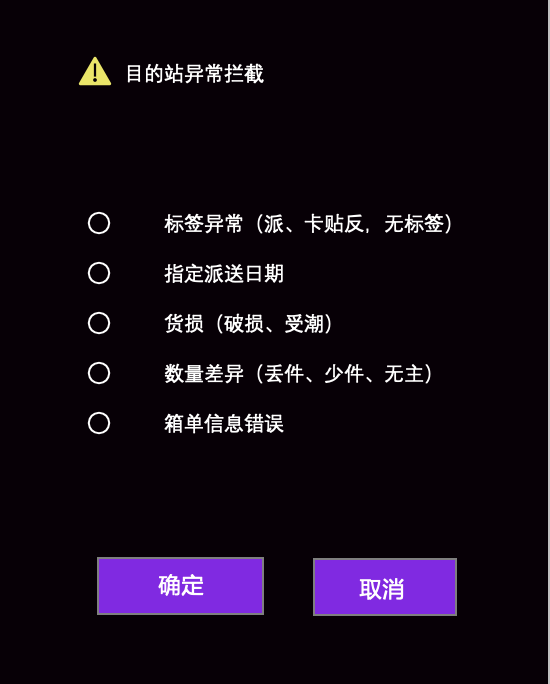 目的站异常拦截
标签异常（派、卡贴反，无标签）
指定派送日期
货损（破损、受潮）
数量差异（丢件、少件、无主）
箱单信息错误
确定
取消